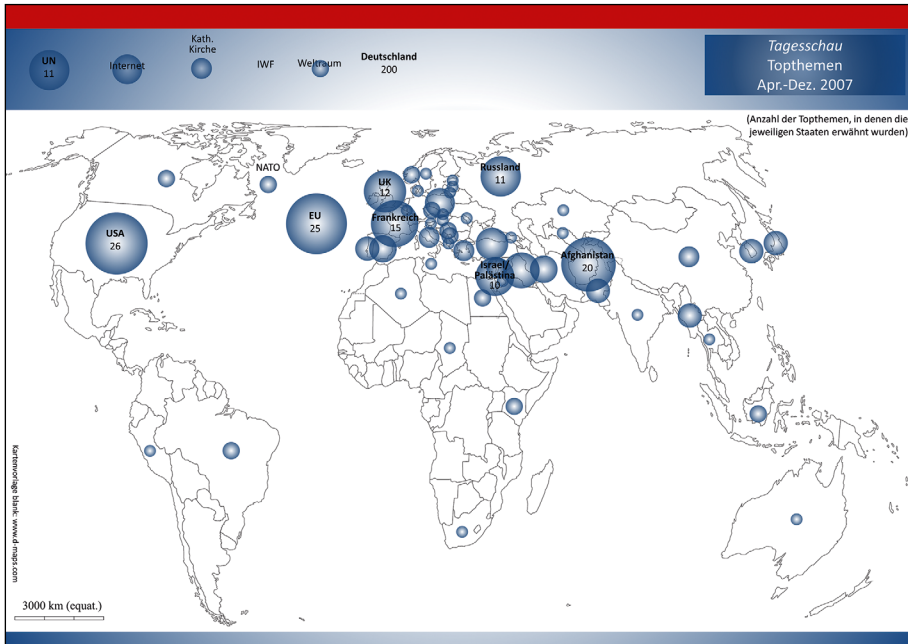 UN
11
Internet
Kath.
Kirche
IWF
Weltraum
Deutschland
200
Tagesschau
Topthemen
Apr.-Dez. 2007
(Anzahl der Topthemen, in denen die
jeweiligen Staaten erwähnt wurden)
NATO
Russland
11
UK
12
EU
25
Frankreich
15
USA
26
Afghanistan
20
Israel/
Palästina
10
Kartenvorlage blank: www.d-maps.com
3000 km (equat.)